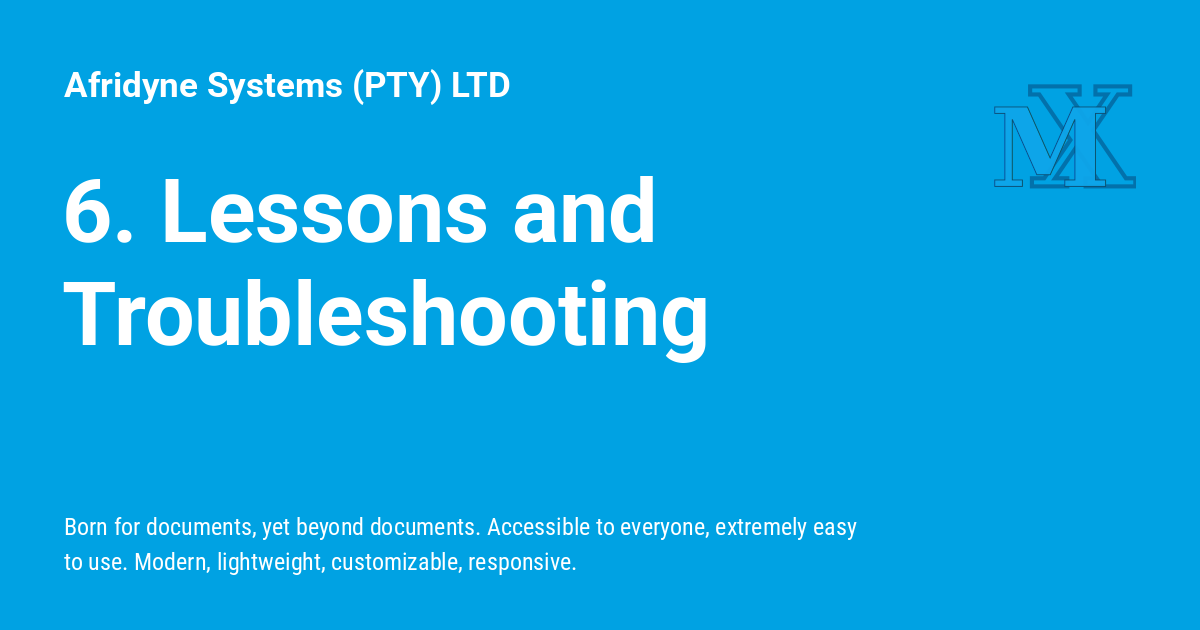 Afridyne Systems (PTY) LTD
MX
6. Lessons and
Troubleshooting
Born for documents, yet beyond documents. Accessible to everyone, extremely easy
to use. Modern, lightweight, customizable, responsive.